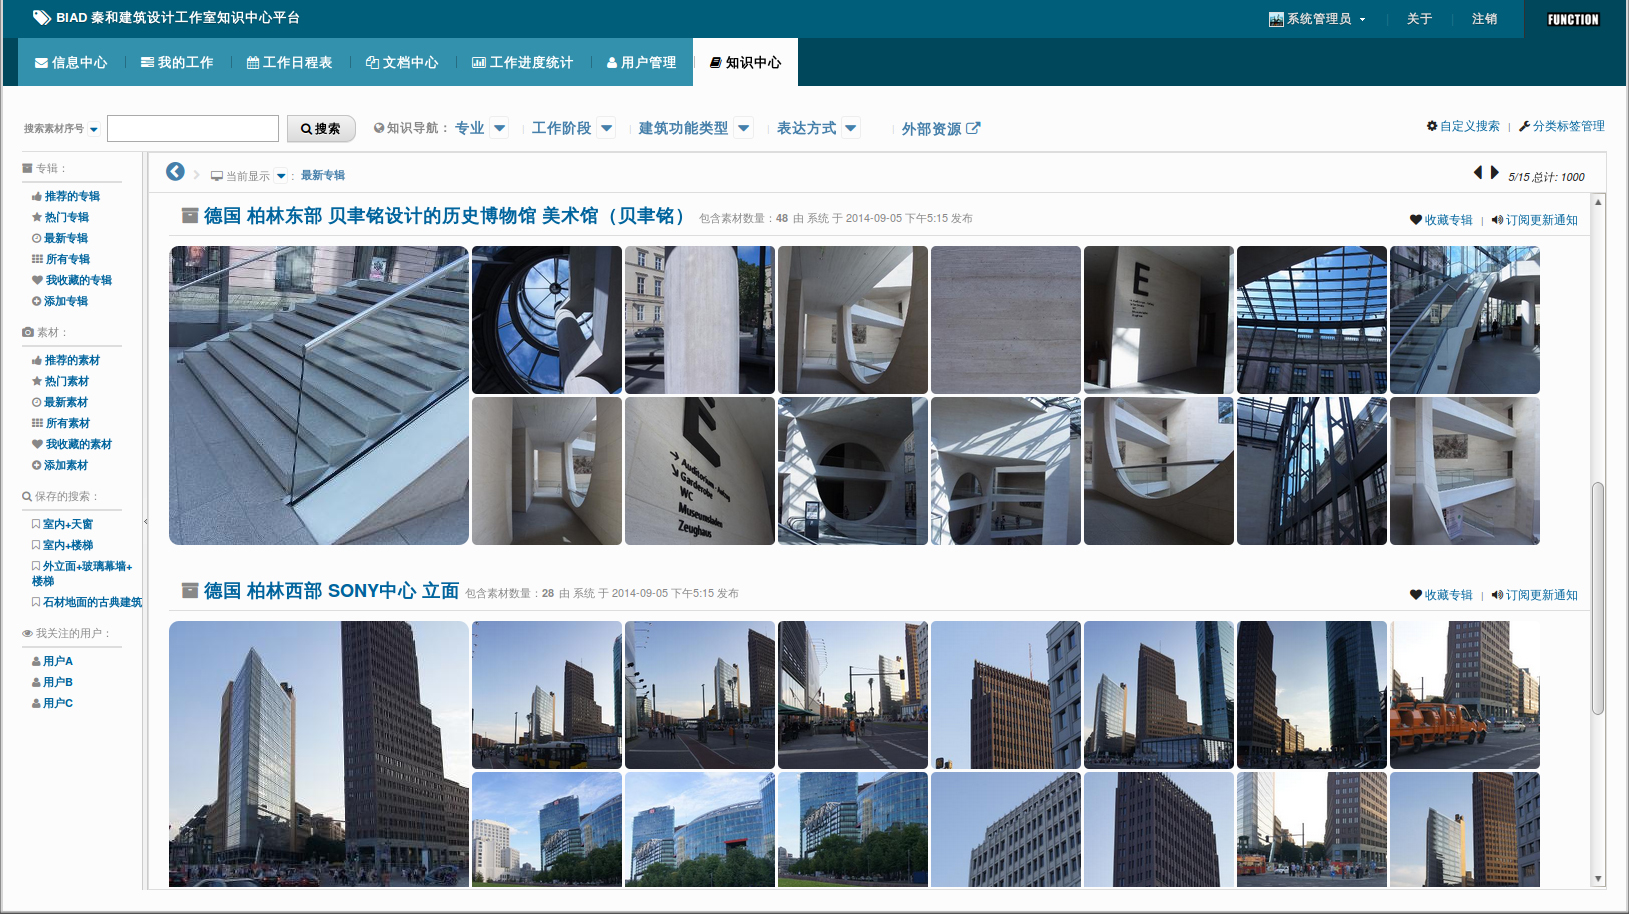 BIAD 秦和建筑设计工作室知识中心平台
系统管理员 | 关于 | 注销 FUNCTION
信息中心 | 我的工作 | 工作日程表 | 文档中心 | 工作进度统计 | 用户管理 | 知识中心
搜索素材序号 搜索 知识导航： 专业 | 工作阶段 | 建筑功能类型 | 表达方式 | 外部资源
自定义搜索 | 分类标签管理
专辑：
推荐的专辑
热门专辑
最新专辑
所有专辑
我收藏的专辑
添加专辑
素材：
推荐的素材
热门素材
最新素材
所有素材
我收藏的素材
添加素材
保存的搜索：
室内+天窗
室内+楼梯
外立面+玻璃幕墙+
楼梯
石材地面的古典建筑
我关注的用户：
用户A
用户B
用户C
当前显示 ： 最新专辑
5/15 总计: 1000
德国 柏林东部 贝聿铭设计的历史博物馆 美术馆（贝聿铭） 包含素材数量：48 由 系统 于 2014-09-05 下午5:15 发布
收藏专辑 | 订阅更新通知
E
E
Auditorium
Garderobe
WC
Museumsladen
Zeughaus
德国 柏林西部 SONY中心 立面 包含素材数量：28 由 系统 于 2014-09-05 下午5:15 发布
收藏专辑 | 订阅更新通知